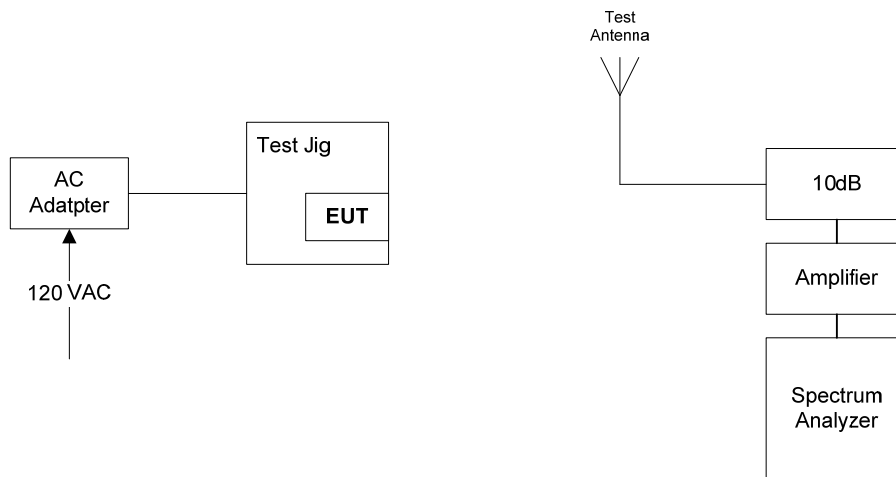 Test
Antenna
Test Jig
AC
Adatpter
EUT
120 VAC
10dB
Amplifier
Spectrum
Analyzer